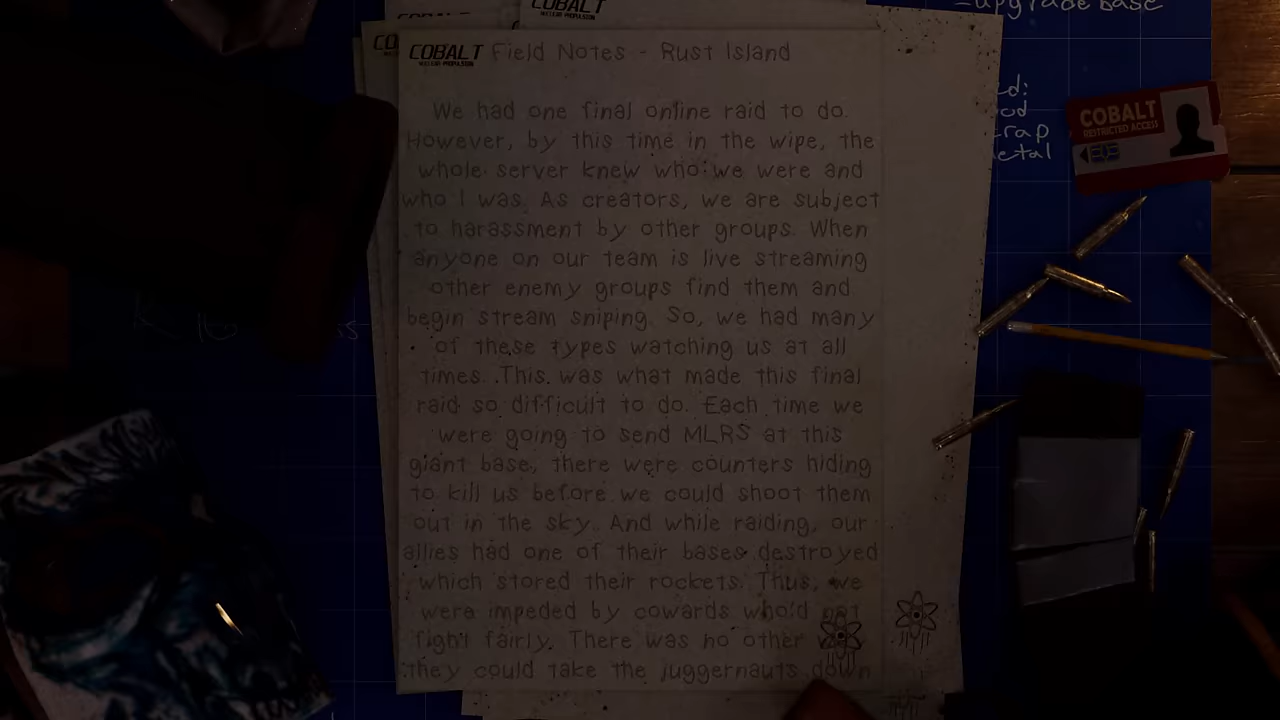 =upgrade base
COBALT
COBALT
NUCLEAR PROPULSION
Field Notes - Rust Island
We had one final online raid to do.
However, by this time in the wipe, the
whole server knew who we were and
who I was. As creators, we are subject
to harassment by other groups. When
anyone on our team is live streaming
other enemy groups find them and
begin stream sniping. So, we had many
of these types watching us at all
times. This was what made this final
raid so difficult to do. Each time we
were going to send MLRS at this
giant base, there were counters hiding
to kill us before we could shoot them
out in the sky. And while raiding, our
allies had one of their bases destroyed
which stored their rockets. Thus, we
were impeded by cowards who'd not
fight fairly. There was no other
they could take the juggernauts down
COBALT
RESTRICTED ACCESS